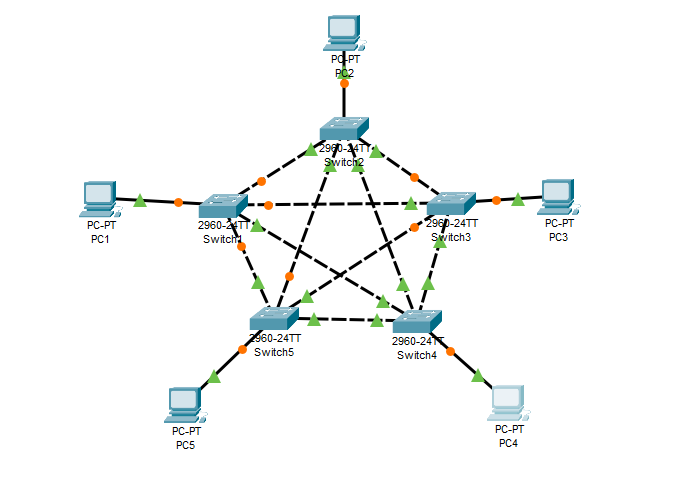 PC-PT
PC2
2960-24TT
Switch2
PC-PT
PC1
2960-24TT
Switch1
2960-24TT
Switch3
PC-PT
PC3
2960-24TT
Switch5
2960-24TT
Switch4
PC-PT
PC5
PC-PT
PC4